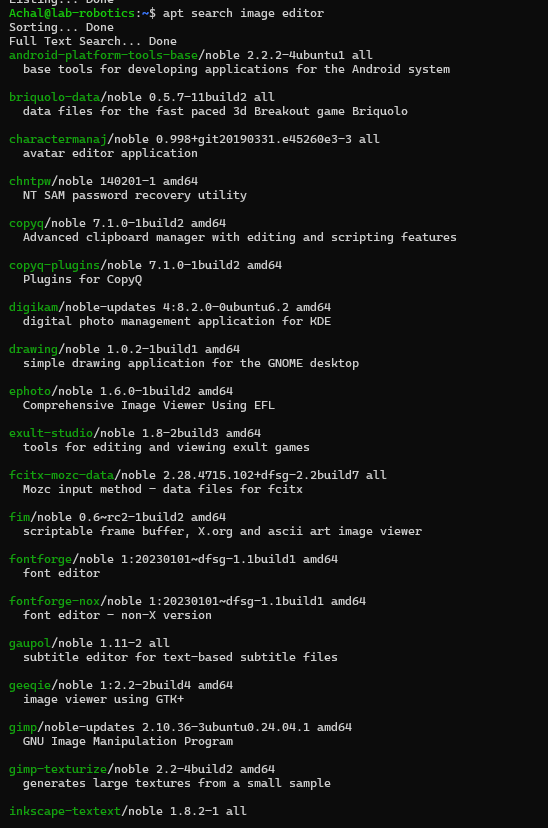 Listing... Done
Achal@lab-robotics:~$ apt search image editor
Sorting... Done
Full Text Search... Done
android-platform-tools-base/noble 2.2.2-4ubuntu1 all
  base tools for developing applications for the Android system

briquolo-data/noble 0.5.7-11build2 all
  data files for the fast paced 3d Breakout game Briquolo

charactermanaj/noble 0.998+git20190331.e45260e3-3 all
  avatar editor application

chntpw/noble 140201-1 amd64
  NT SAM password recovery utility

copyq/noble 7.1.0-1build2 amd64
  Advanced clipboard manager with editing and scripting features

copyq-plugins/noble 7.1.0-1build2 amd64
  Plugins for CopyQ

digikam/noble-updates 4:8.2.0-0ubuntu6.2 amd64
  digital photo management application for KDE

drawing/noble 1.0.2-1build1 amd64
  simple drawing application for the GNOME desktop

ephoto/noble 1.6.0-1build2 amd64
  Comprehensive Image Viewer Using EFL

exult-studio/noble 1.8-2build3 amd64
  tools for editing and viewing exult games

fcitx-mozc-data/noble 2.28.4715.102+dfsg-2.2build7 all
  Mozc input method - data files for fcitx

fim/noble 0.6~rc2-1build2 amd64
  scriptable frame buffer, X.org and ascii art image viewer

fontforge/noble 1:20230101~dfsg-1.1build1 amd64
  font editor

fontforge-nox/noble 1:20230101~dfsg-1.1build1 amd64
  font editor - non-X version

gaupol/noble 1.11-2 all
  subtitle editor for text-based subtitle files

geeqie/noble 1:2.2-2build4 amd64
  image viewer using GTK+

gimp/noble-updates 2.10.36-3ubuntu0.24.04.1 amd64
  GNU Image Manipulation Program

gimp-texturize/noble 2.2-4build2 amd64
  generates large textures from a small sample

inkscape-textext/noble 1.8.2-1 all